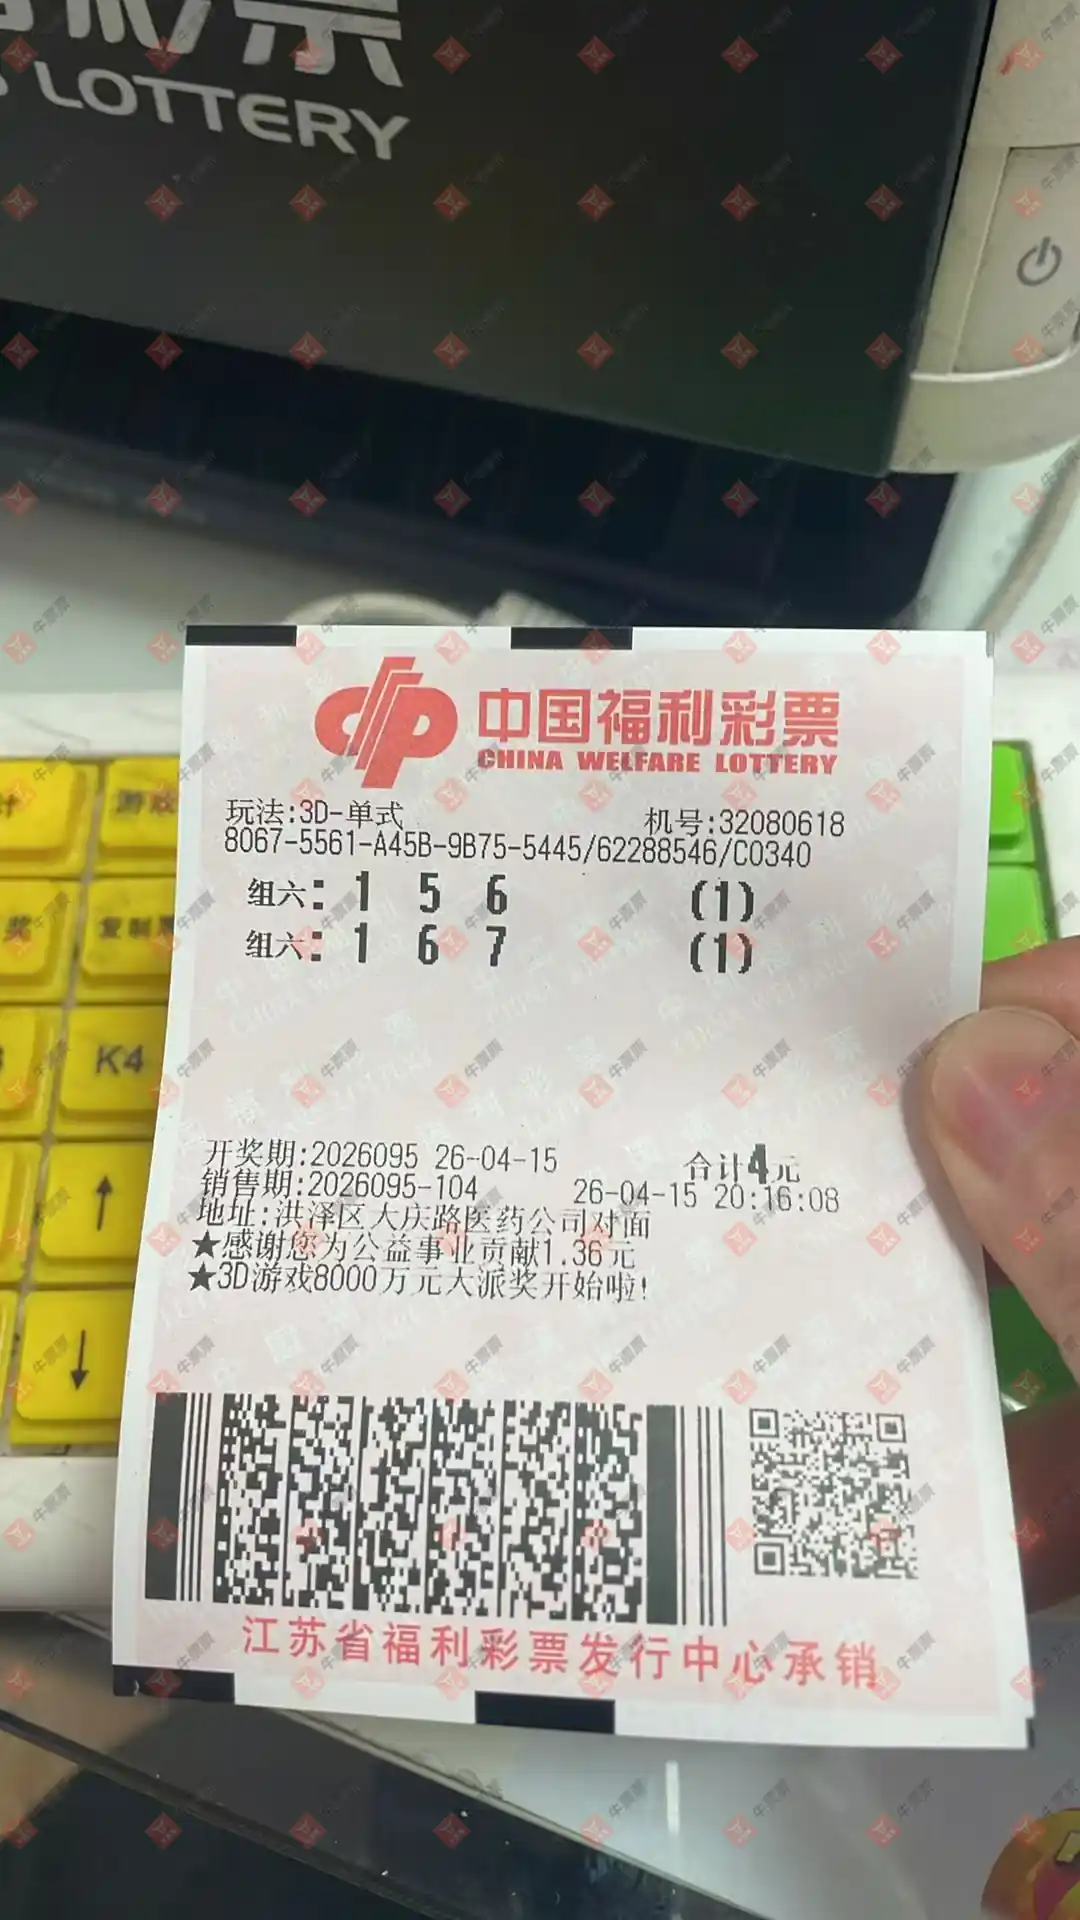 LOTTERY
中国福利彩票
CHINA WELFARE LOTTERY
玩法:3D-单式 机号:32080618
8067-5561-A45B-9B75-5445/62288546/C0340
组六: 1 5 6 (1)
组六: 1 6 7 (1)
K4
开奖期:2026095 26-04-15 合计4元
销售期:2026095-104 26-04-15 20:16:08
地址:洪泽区大庆路医药公司对面
★感谢您为公益事业贡献1.36元
★3D游戏8000万元大派奖开始啦!
江苏省福利彩票发行中心承销
牛票票